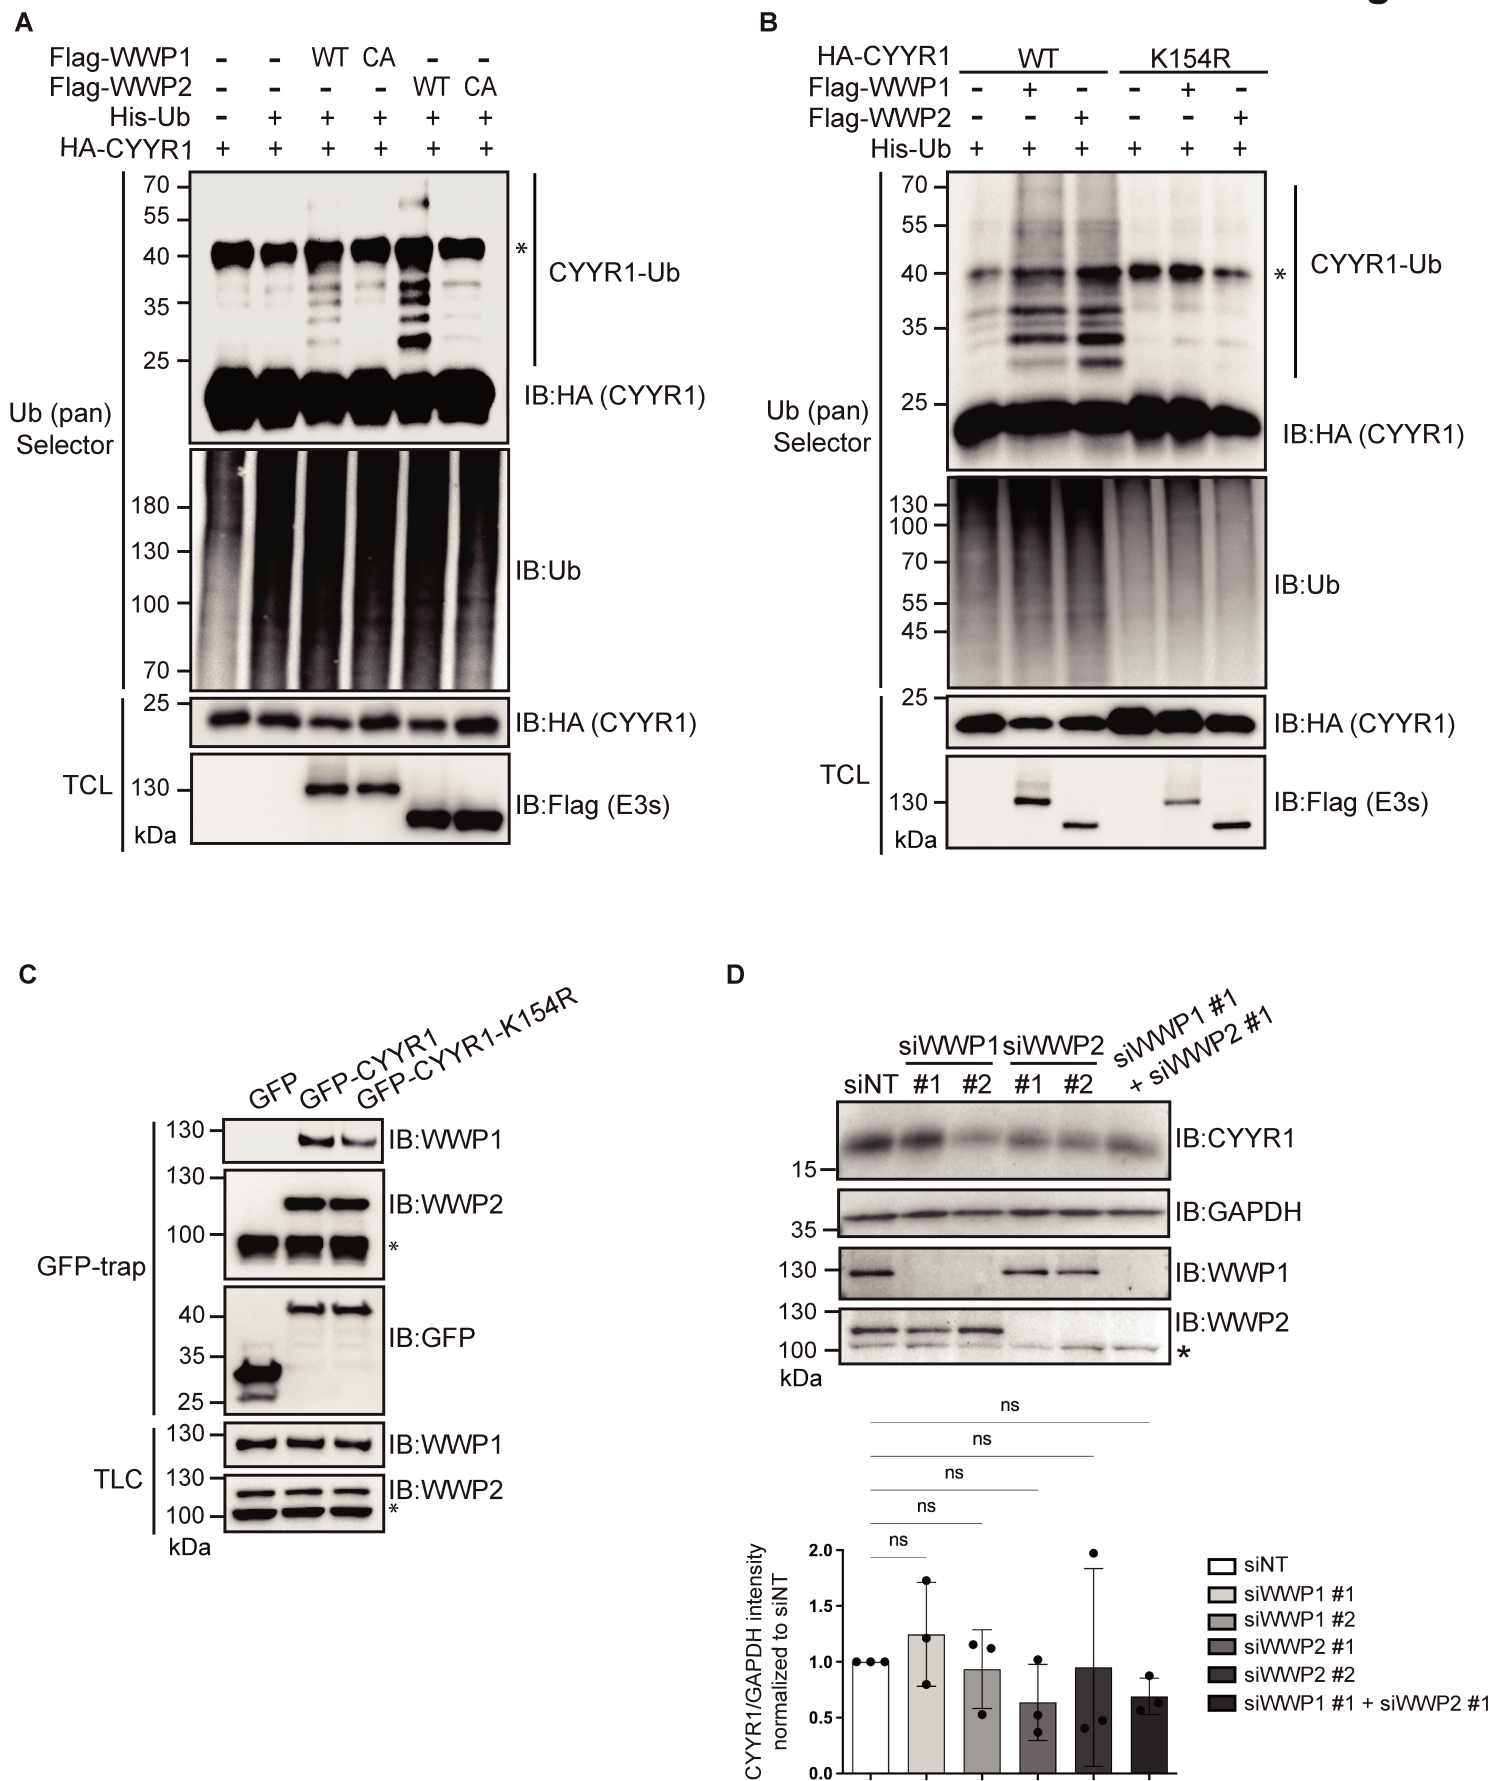 A
Flag-WWP1 - - WT CA - -
Flag-WWP2 - - - - WT CA
His-Ub - + + + + +
HA-CYYR1 + + + + + +
70
55
40
35
25
*
CYYR1-Ub
IB:HA (CYYR1)
Ub (pan)
Selector
180
130
100
70
IB:Ub
25
IB:HA (CYYR1)
TCL
130
kDa
IB:Flag (E3s)
B
HA-CYYR1 WT K154R
Flag-WWP1 - + - - + -
Flag-WWP2 - - + - - +
His-Ub + + + + + +
70
55
40
35
25
*
CYYR1-Ub
IB:HA (CYYR1)
Ub (pan)
Selector
130
100
70
55
45
IB:Ub
25
IB:HA (CYYR1)
TCL
130
kDa
IB:Flag (E3s)
C
GFP
GFP-CYYR1
GFP-CYYR1-K154R
130
IB:WWP1
130
100
IB:WWP2
*
GFP-trap
40
35
25
IB:GFP
130
IB:WWP1
TLC
130
100
IB:WWP2
*
kDa
D
siWWP1 siWWP2
siWWP1 #1
+ siWWP2 #1
siNT #1 #2 #1 #2
IB:CYYR1
15
IB:GAPDH
35
130
IB:WWP1
130
100
IB:WWP2
*
kDa
ns
ns
ns
ns
ns
CYYR1/GAPDH intensity
normalized to siNT
2.0
1.5
1.0
0.5
0.0
siNT
siWWP1 #1
siWWP1 #2
siWWP2 #1
siWWP2 #2
siWWP1 #1 + siWWP2 #1